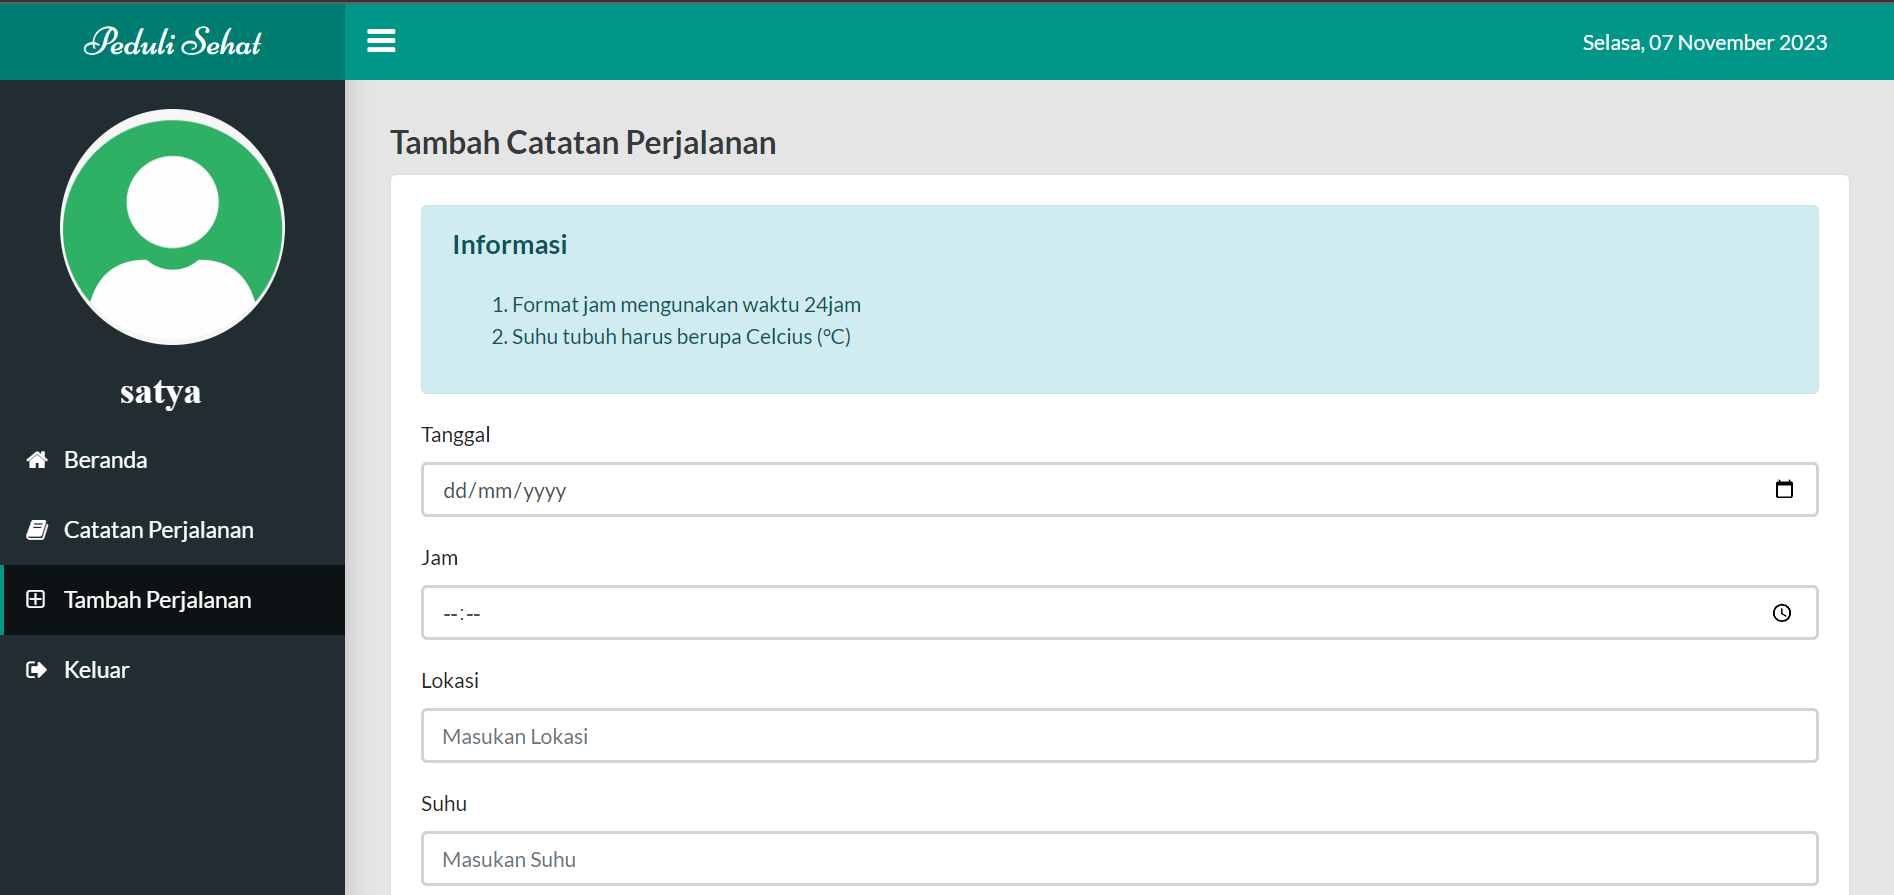 Peduli Sehat
Selasa, 07 November 2023
satya
Beranda
Catatan Perjalanan
Tambah Perjalanan
Keluar
Tambah Catatan Perjalanan
Informasi
1. Format jam mengunakan waktu 24jam
2. Suhu tubuh harus berupa Celcius (°C)
Tanggal
dd/mm/yyyy
Jam
--:--
Lokasi
Masukan Lokasi
Suhu
Masukan Suhu